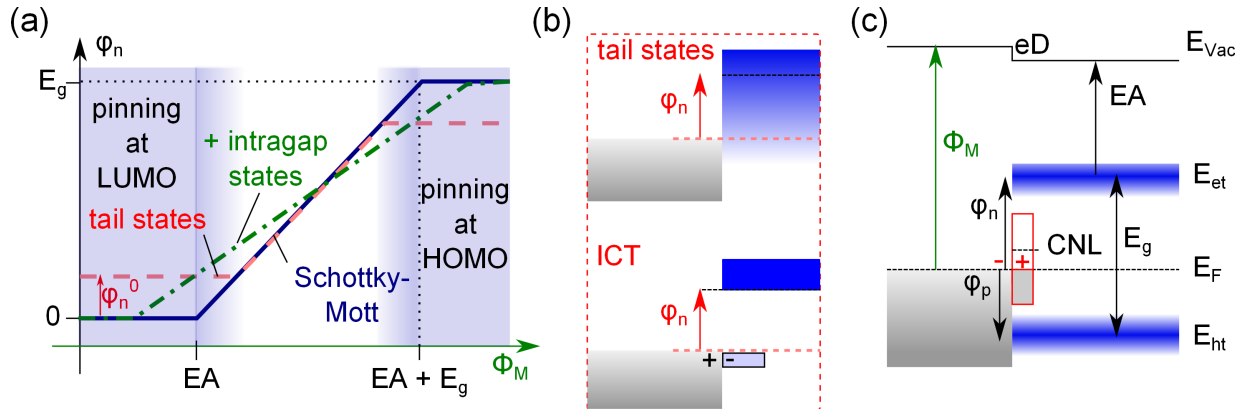 (a)
φn
Eg
pinning
at
LUMO
+ intragap
states
tail states
φn0
0
Schottky-
Mott
pinning
at
HOMO
EA
EA + Eg
ΦM
(b)
tail states
φn
ICT
φn
+ -
(c)
eD
EVac
EA
ΦM
Eet
φn
CNL
Eg
- +
EF
φp
Eht